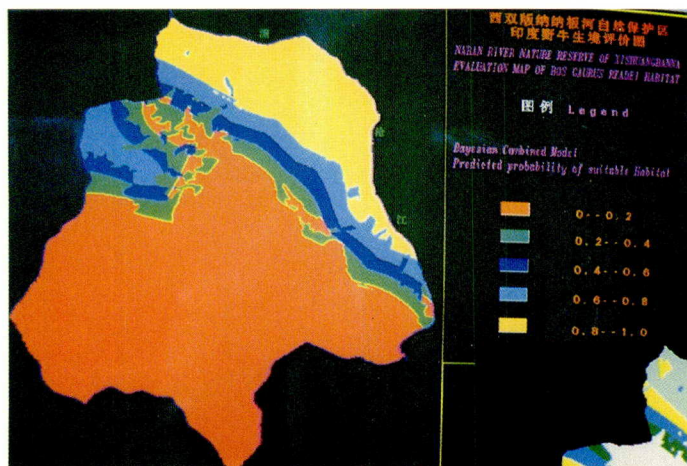 西双版纳纳板河自然保护区
印度野牛生境评价图
NABAN RIVER NATURE RESERVE OF XISHUANGBANNA
EVALUATION MAP OF BOS GAURUS READEI HABITAT
图例 Legend
Bayesian Combined Model
Predicted probability of suitable Habitat
0--0.2
0.2--0.4
0.4--0.6
0.6--0.8
0.8--1.0
澜
沧
江